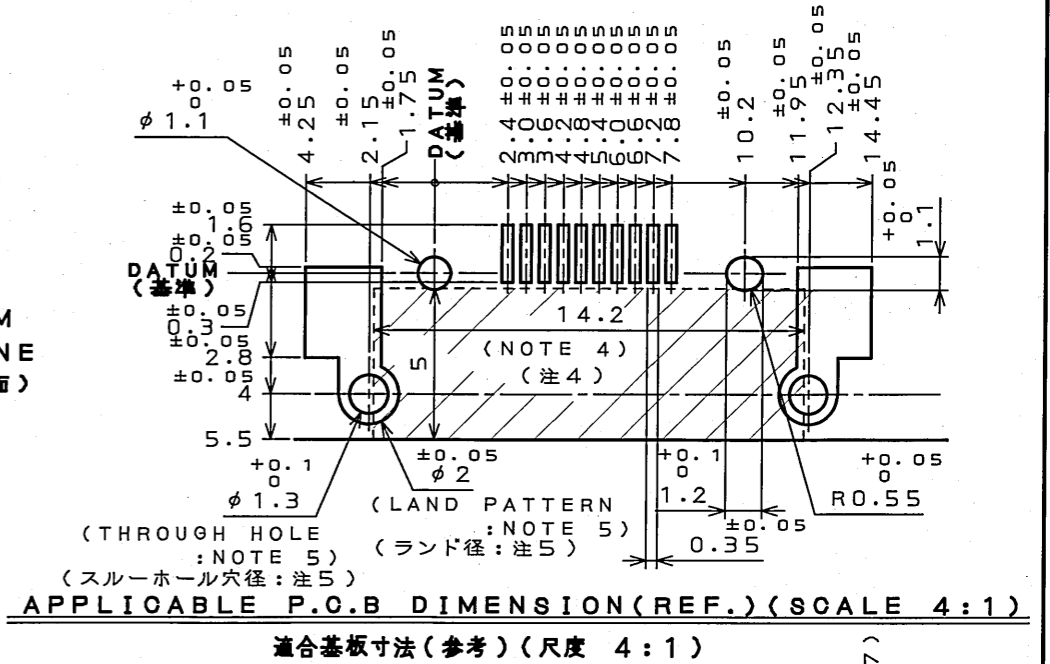 ±0.05
4.25
±0.05
2.15
±0.05
1.75
DATUM
(基準)
2.4 ±0.05
3.0 ±0.05
3.6 ±0.05
4.2 ±0.05
4.8 ±0.05
5.4 ±0.05
6.0 ±0.05
6.6 ±0.05
7.2 ±0.05
7.8 ±0.05
±0.05
10.2
±0.05
11.95
±0.05
12.35
±0.05
14.45
+0.05
0
φ1.1
+0.05
0
1.1
±0.05
1.6
±0.05
0.2
DATUM
(基準)
±0.05
0.3
±0.05
2.8
±0.05
4
5.5
14.2
(NOTE 4)
(注4)
5
M
NE
面)
+0.1
0
φ1.3
(THROUGH HOLE
:NOTE 5)
(スルーホール穴径:注5)
±0.05
φ2
(LAND PATTERN
:NOTE 5)
(ランド径:注5)
+0.1
0
1.2
±0.05
0.35
+0.05
0
R0.55
APPLICABLE P.C.B DIMENSION(REF.)(SCALE 4:1)
適合基板寸法(参考)(尺度 4:1)
7)